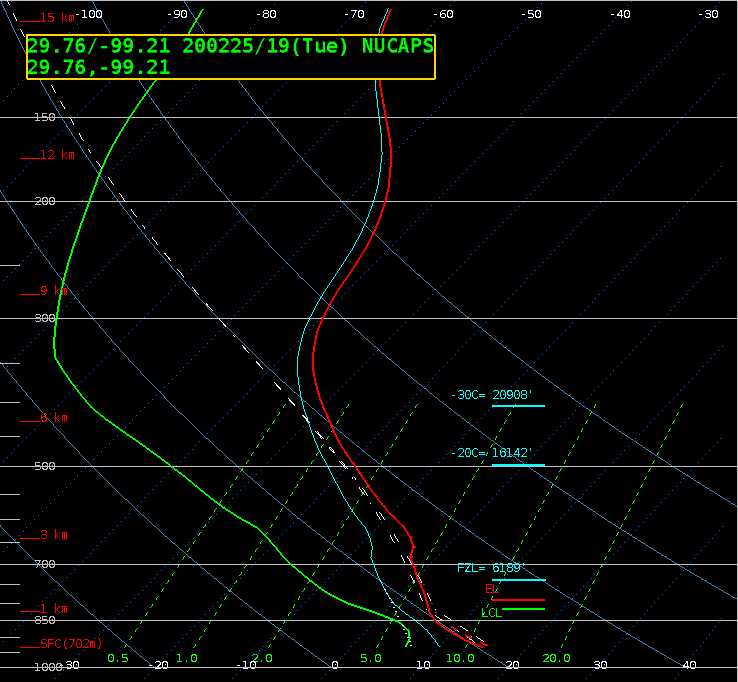 15 km
-100 -90 -70 -60 -50 -40 -30
29.76/-99.21 200225/19(Tue) NUCAPS
29.76,-99.21
150
12 km
200
9 km
300
-30C= 20908'
6 km
-20C= 16142'
500
3 km
700
FZL= 6189'
EL
1 km
LCL
850
SFC(702m)
0.5 1.0 2.0 5.0 10.0 20.0
1000 -30 -20 -10 0 10 20 30 40